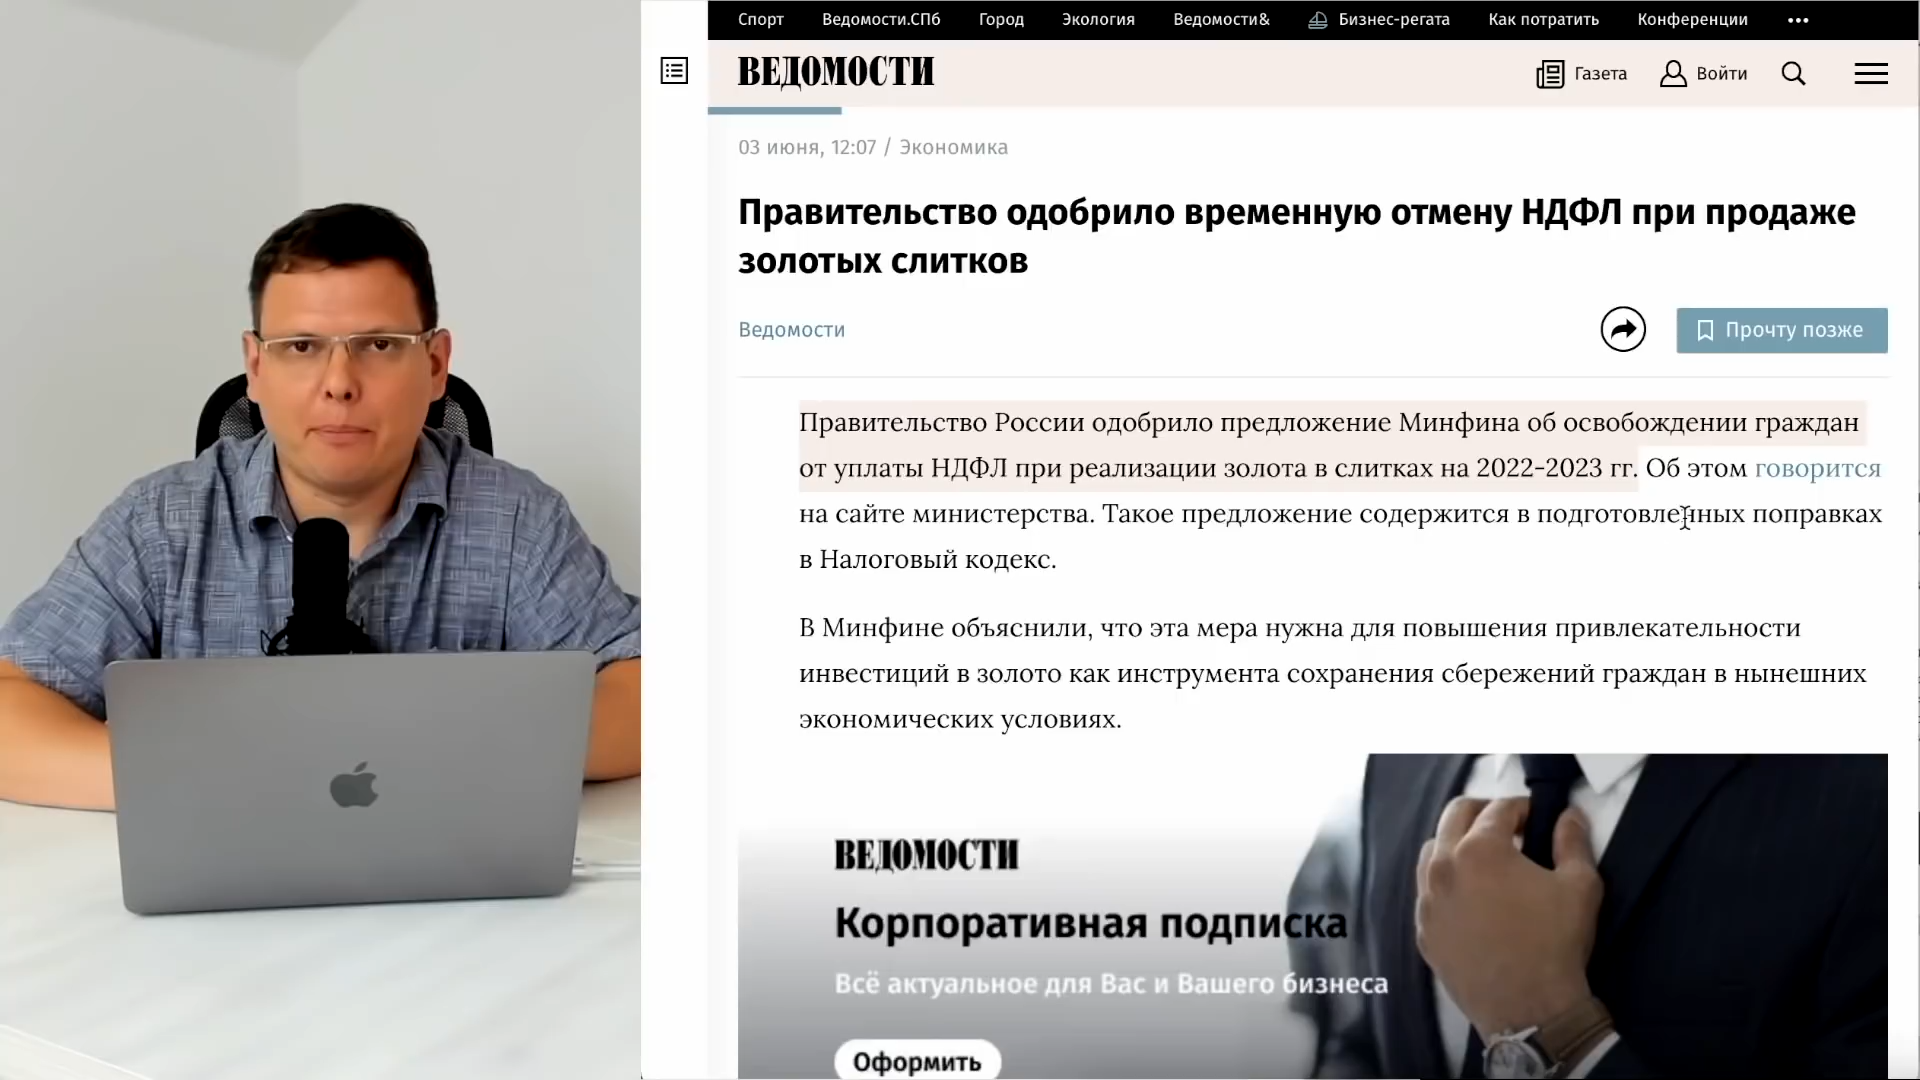 Спорт Ведомости.СПб Город Экология Ведомости& Бизнес-регата Как потратить Конференции
ВЕДОМОСТИ Газета Войти
03 июня, 12:07 / Экономика
Правительство одобрило временную отмену НДФЛ при продаже
золотых слитков
Ведомости Прочту позже
Правительство России одобрило предложение Минфина об освобождении граждан
от уплаты НДФЛ при реализации золота в слитках на 2022-2023 гг. Об этом говорится
на сайте министерства. Такое предложение содержится в подготовленных поправках
в Налоговый кодекс.
В Минфине объяснили, что эта мера нужна для повышения привлекательности
инвестиций в золото как инструмента сохранения сбережений граждан в нынешних
экономических условиях.
ВЕДОМОСТИ
Корпоративная подписка
Всё актуальное для Вас и Вашего бизнеса
Оформить